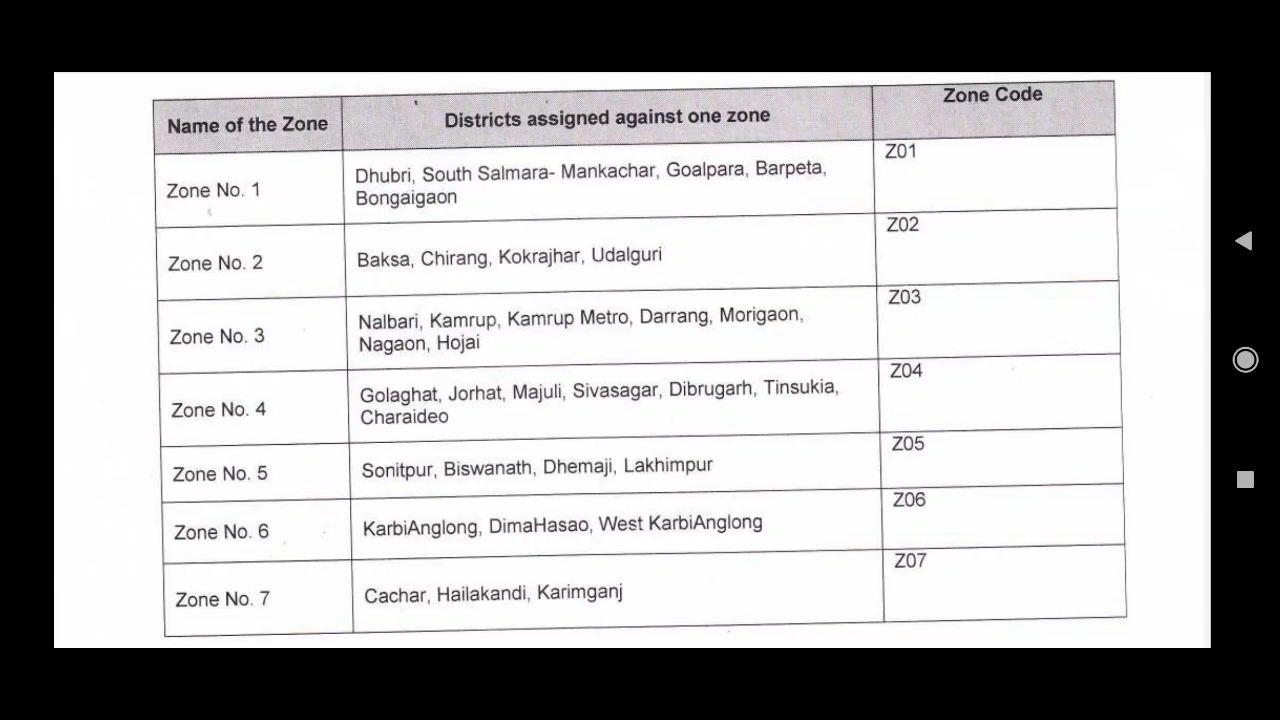 Name of the Zone
Districts assigned against one zone
Zone Code
Zone No. 1
Dhubri, South Salmara- Mankachar, Goalpara, Barpeta,
Bongaigaon
Z01
Zone No. 2
Baksa, Chirang, Kokrajhar, Udalguri
Z02
Zone No. 3
Nalbari, Kamrup, Kamrup Metro, Darrang, Morigaon,
Nagaon, Hojai
Z03
Zone No. 4
Golaghat, Jorhat, Majuli, Sivasagar, Dibrugarh, Tinsukia,
Charaideo
Z04
Zone No. 5
Sonitpur, Biswanath, Dhemaji, Lakhimpur
Z05
Zone No. 6
KarbiAnglong, DimaHasao, West KarbiAnglong
Z06
Zone No. 7
Cachar, Hailakandi, Karimganj
Z07